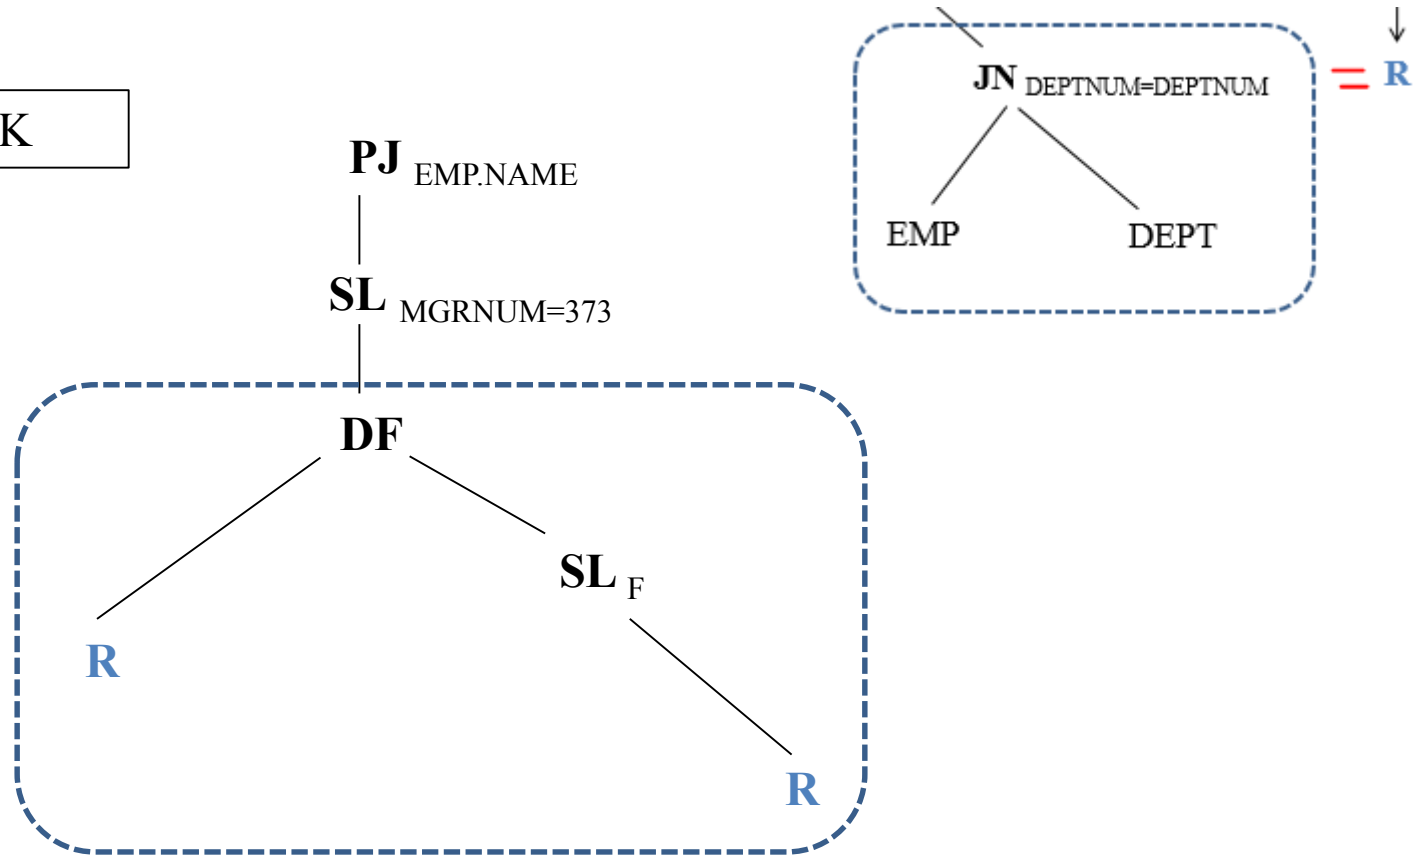 K
PJ EMP.NAME
SL MGRNUM=373
DF
SL F
R
R
JN DEPTNUM=DEPTNUM
EMP DEPT
= R